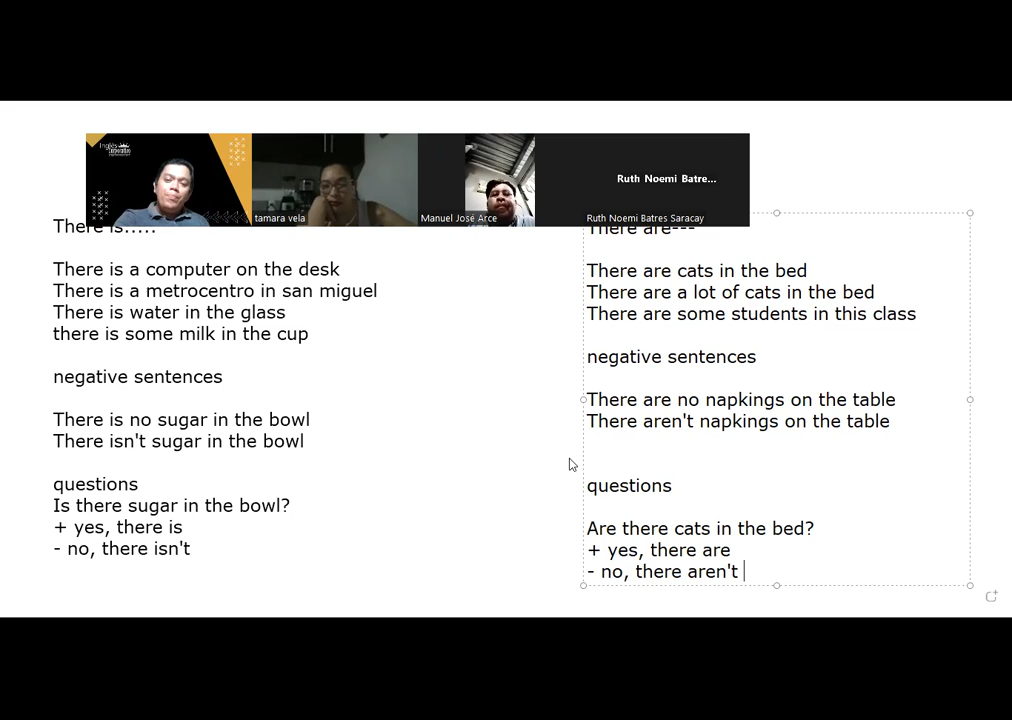 Inglés
Corporativo
tamara vela
Manuel José Arce
Ruth Noemi Batre...
Ruth Noemi Batres Saracay
There is.....
There is a computer on the desk
There is a metrocentro in san miguel
There is water in the glass
there is some milk in the cup
negative sentences
There is no sugar in the bowl
There isn't sugar in the bowl
questions
Is there sugar in the bowl?
+ yes, there is
- no, there isn't
There are---
There are cats in the bed
There are a lot of cats in the bed
There are some students in this class
negative sentences
There are no napkings on the table
There aren't napkings on the table
questions
Are there cats in the bed?
+ yes, there are
- no, there aren't